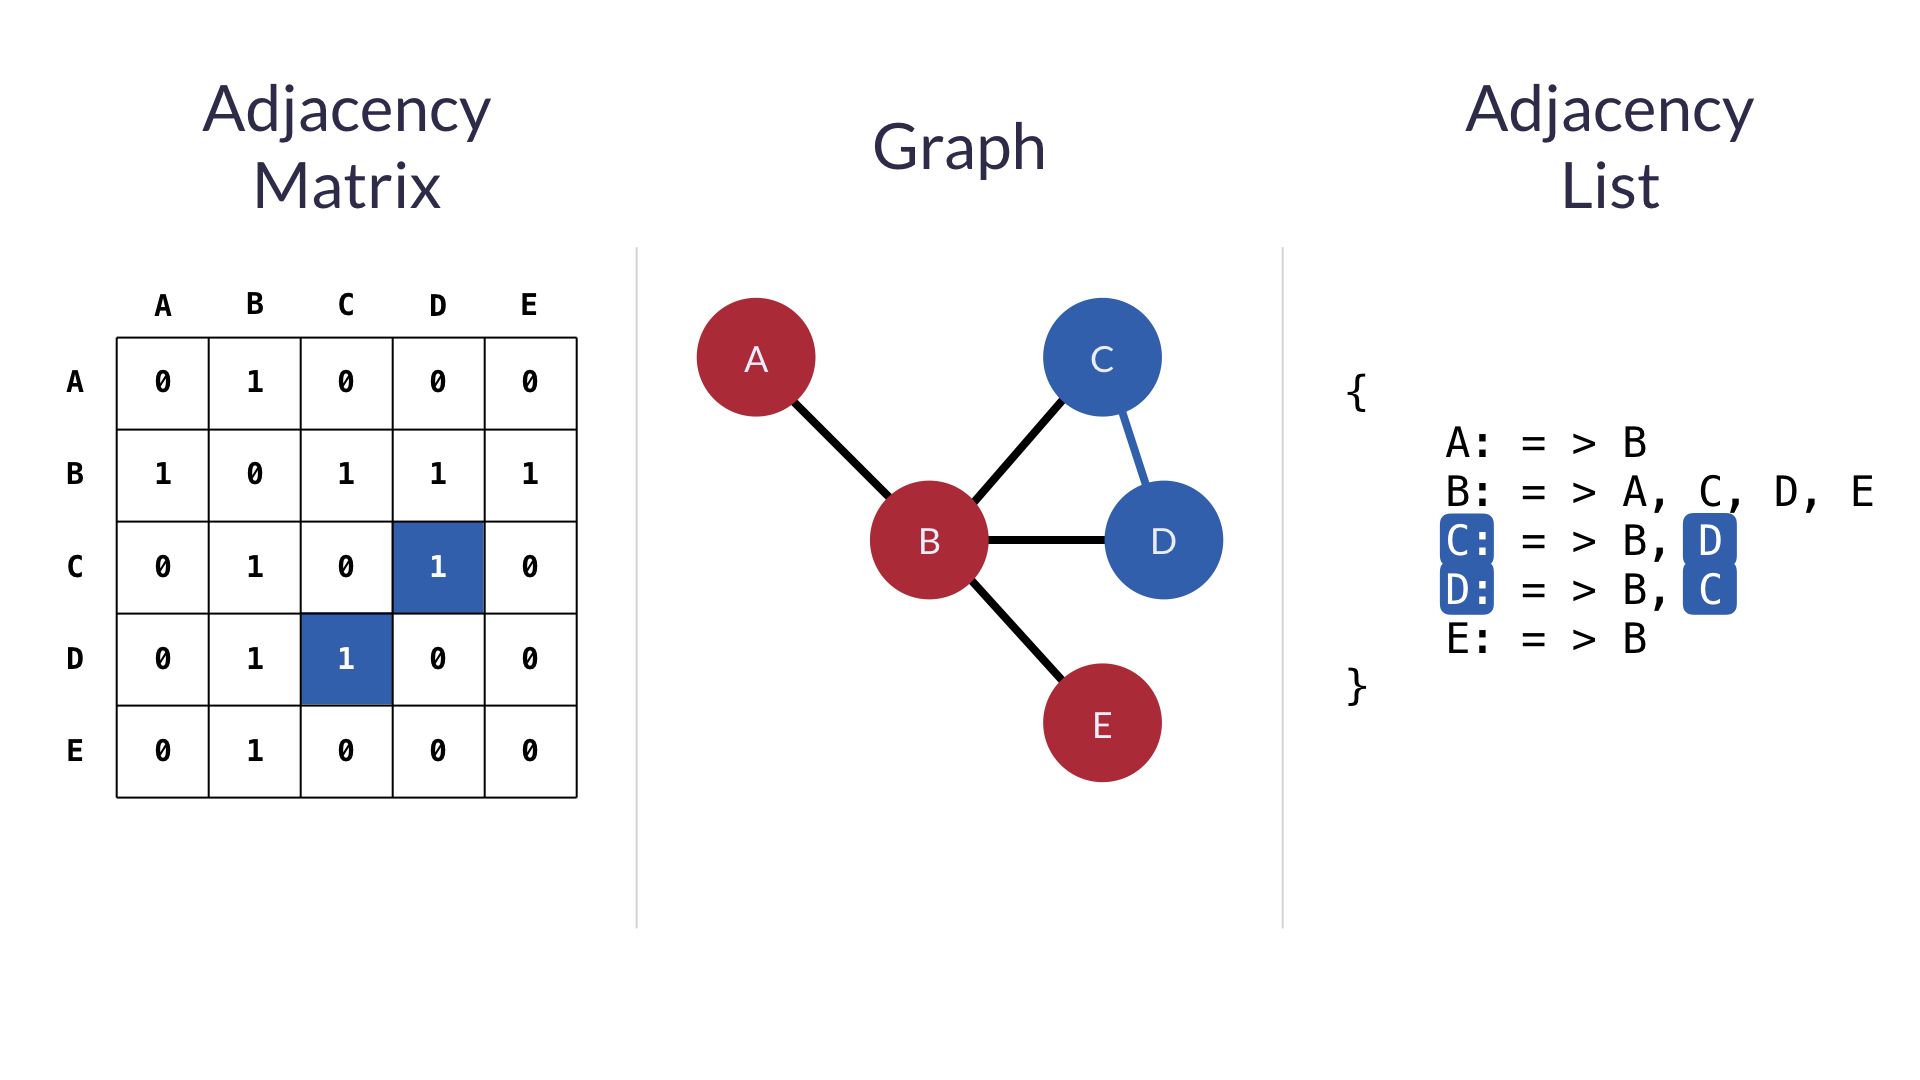 Adjacency
Matrix
A B C D E
A 0 1 0 0 0
B 1 0 1 1 1
C 0 1 0 1 0
D 0 1 1 0 0
E 0 1 0 0 0
Graph
A
C
B
D
E
Adjacency
List
{
A: = > B
B: = > A, C, D, E
C: = > B, D
D: = > B, C
E: = > B
}